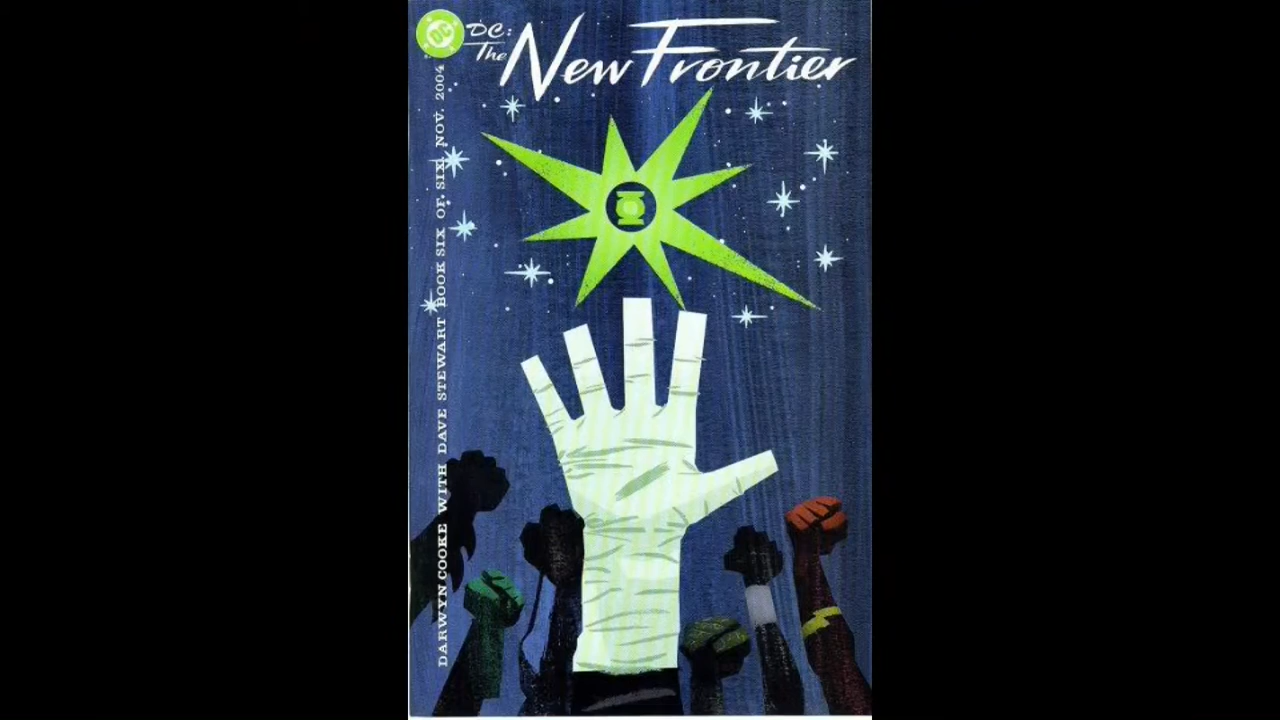 DC
DC:
The New Frontier
DARWYN COOKE WITH DAVE STEWART BOOK SIX OF SIX. NOV. 2004